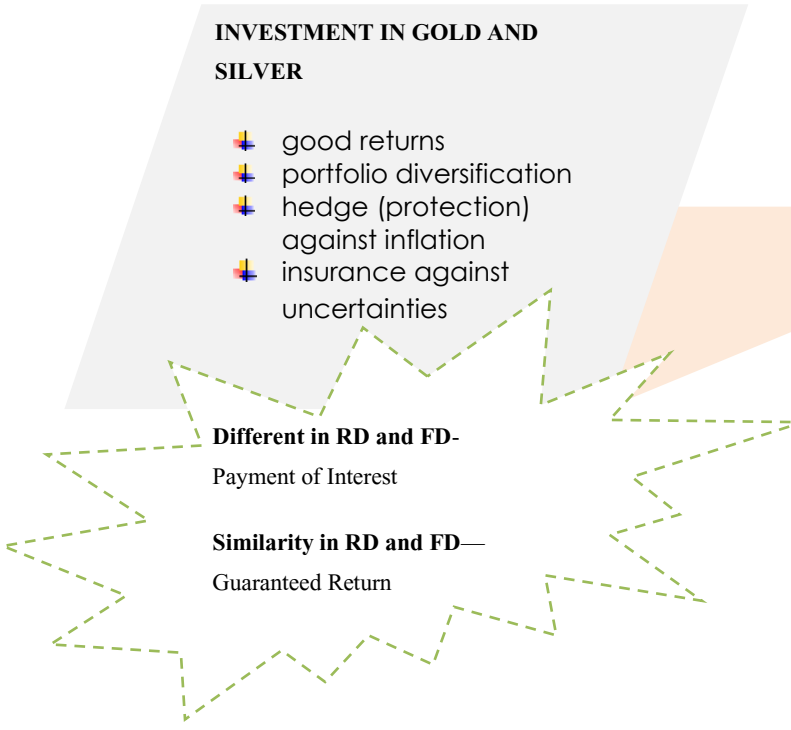 INVESTMENT IN GOLD AND
SILVER
good returns
portfolio diversification
hedge (protection)
against inflation
insurance against
uncertainties
Different in RD and FD-
Payment of Interest
Similarity in RD and FD—
Guaranteed Return